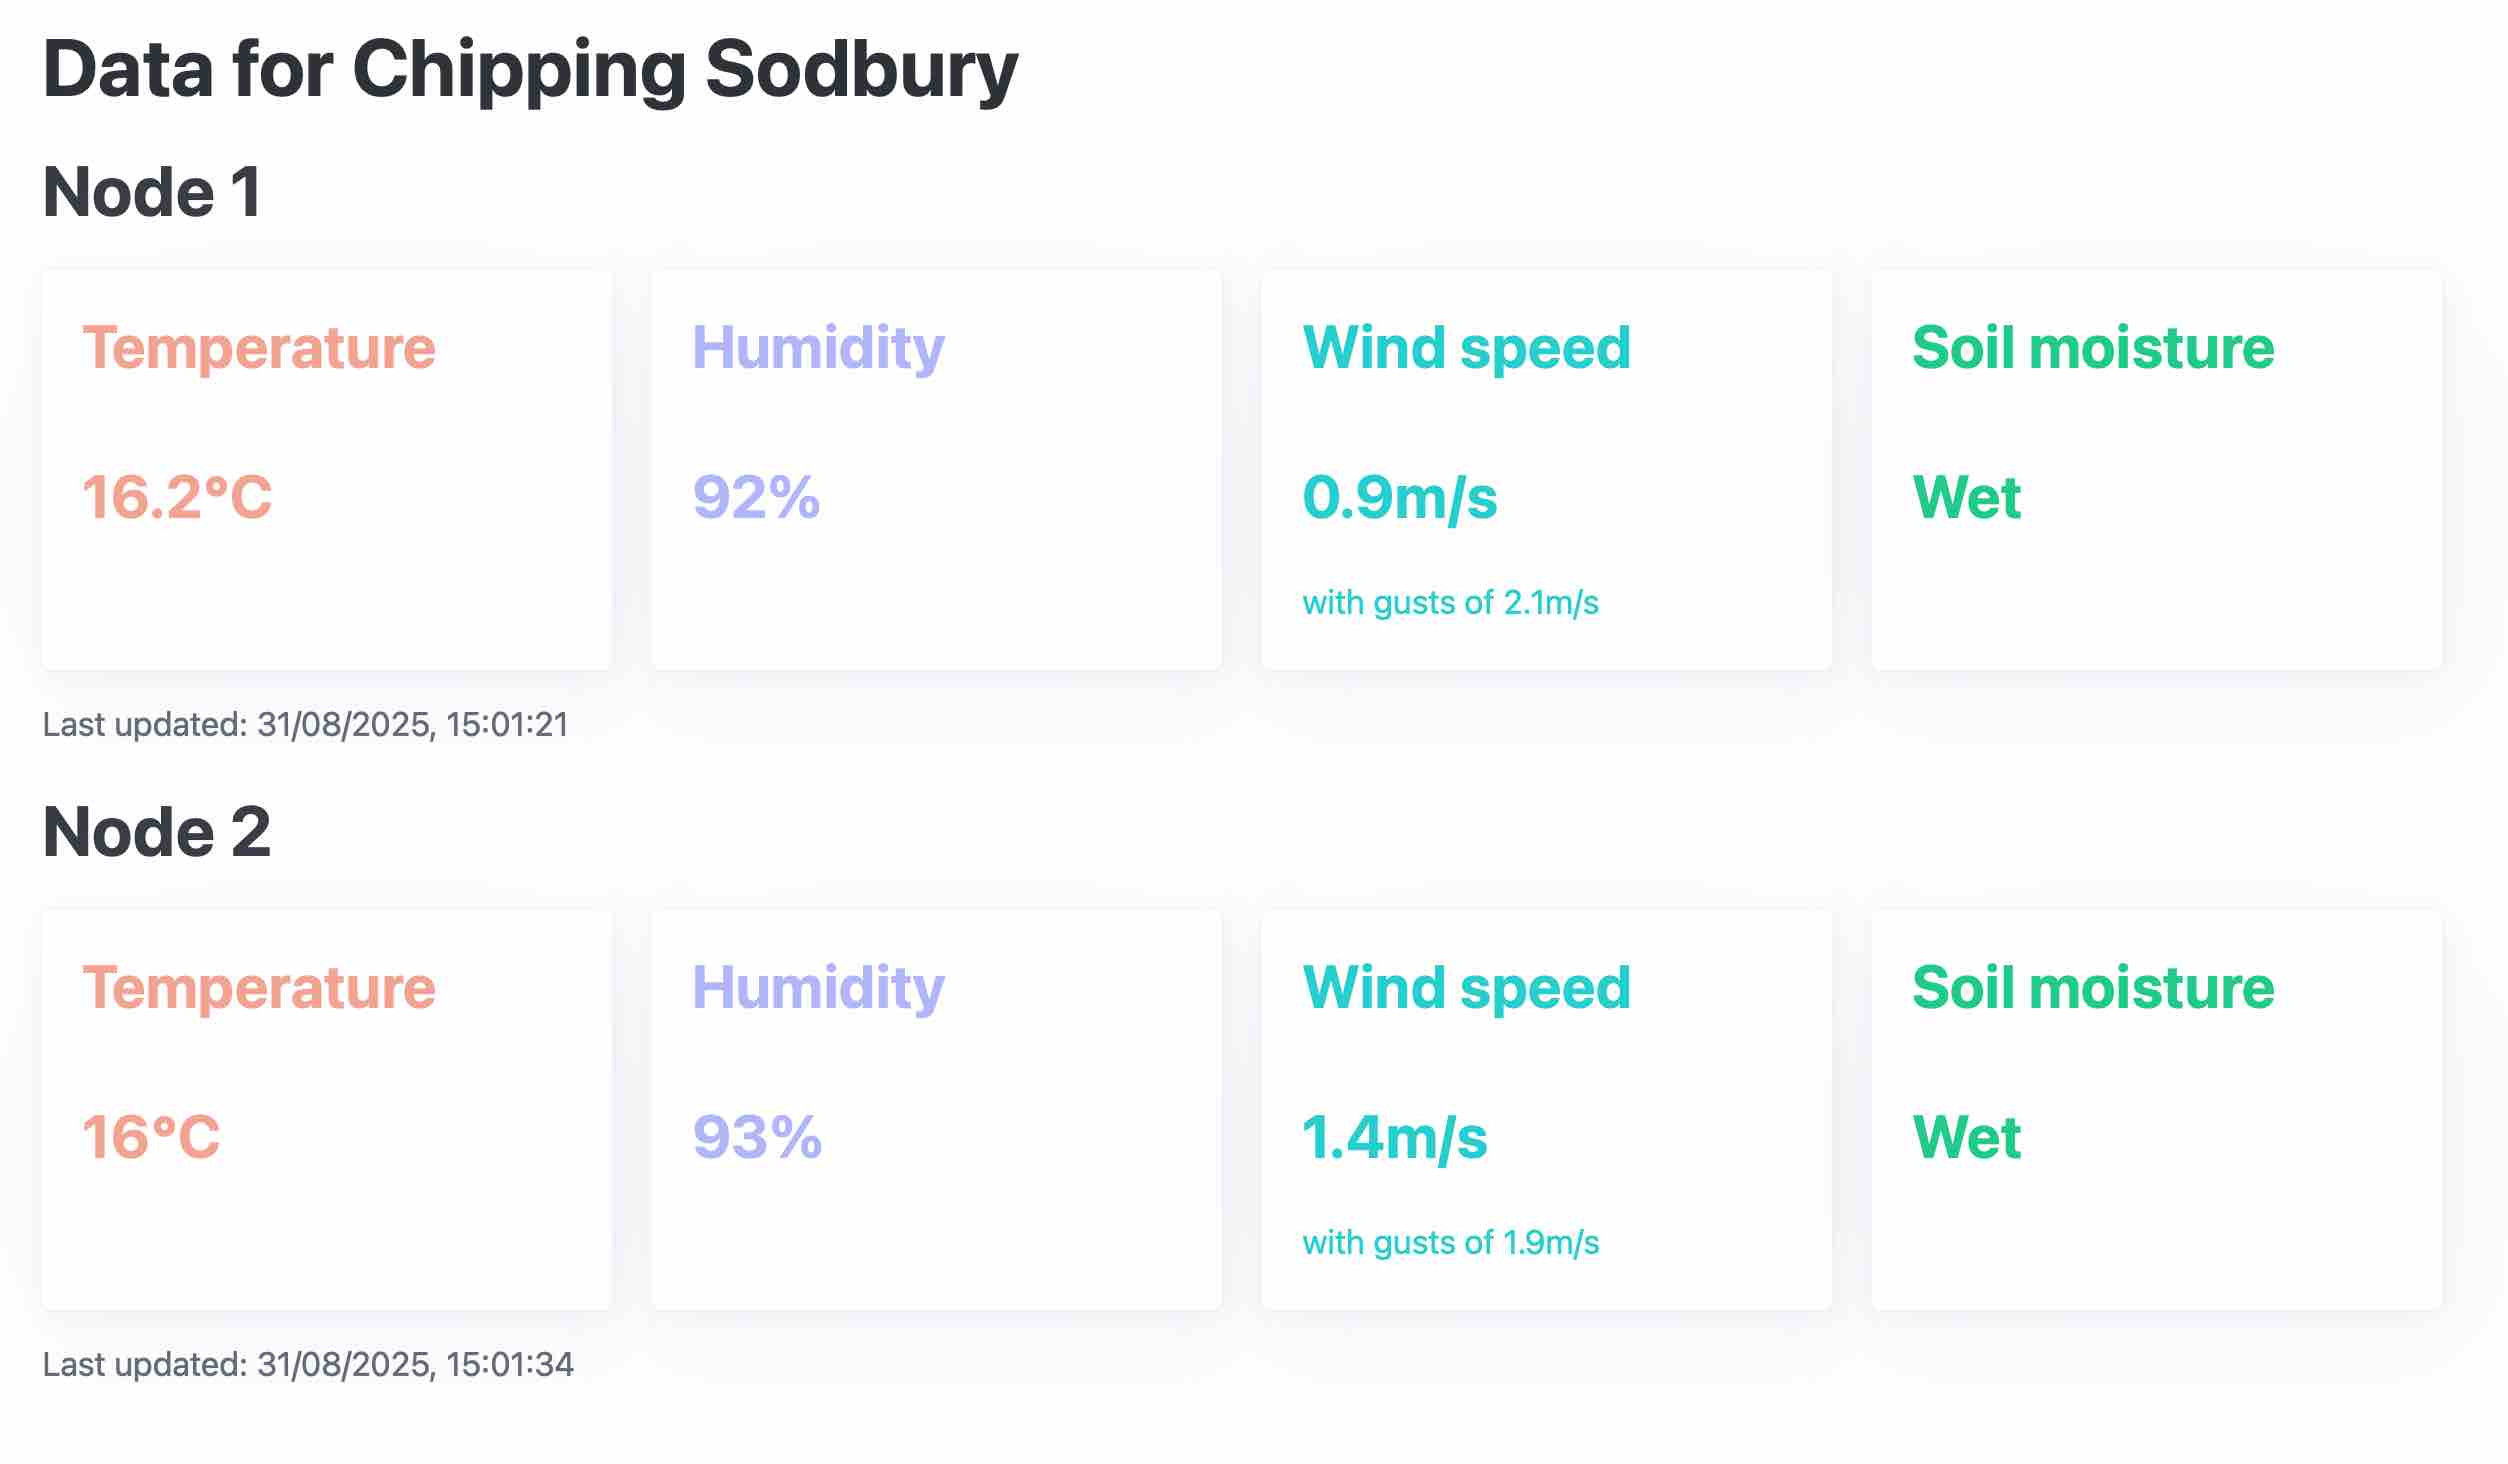 Data for Chipping Sodbury
Node 1
Temperature
16.2°C
Humidity
92%
Wind speed
0.9m/s
with gusts of 2.1m/s
Soil moisture
Wet
Last updated: 31/08/2025, 15:01:21
Node 2
Temperature
16°C
Humidity
93%
Wind speed
1.4m/s
with gusts of 1.9m/s
Soil moisture
Wet
Last updated: 31/08/2025, 15:01:34